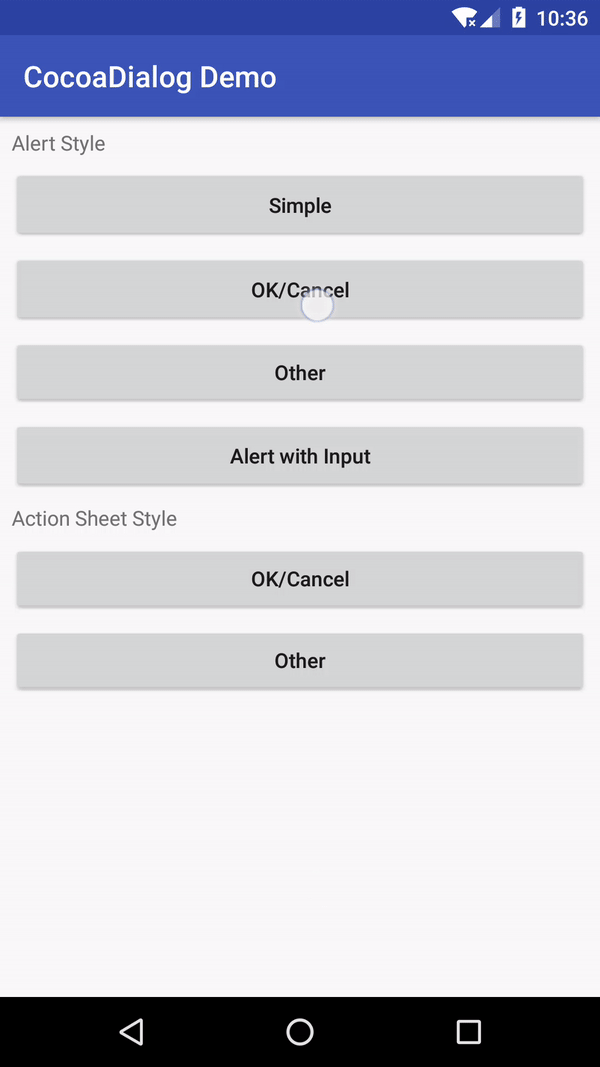 10:36
CocoaDialog Demo
Alert Style
Simple
OK/Cancel
Other
Alert with Input
Action Sheet Style
OK/Cancel
Other